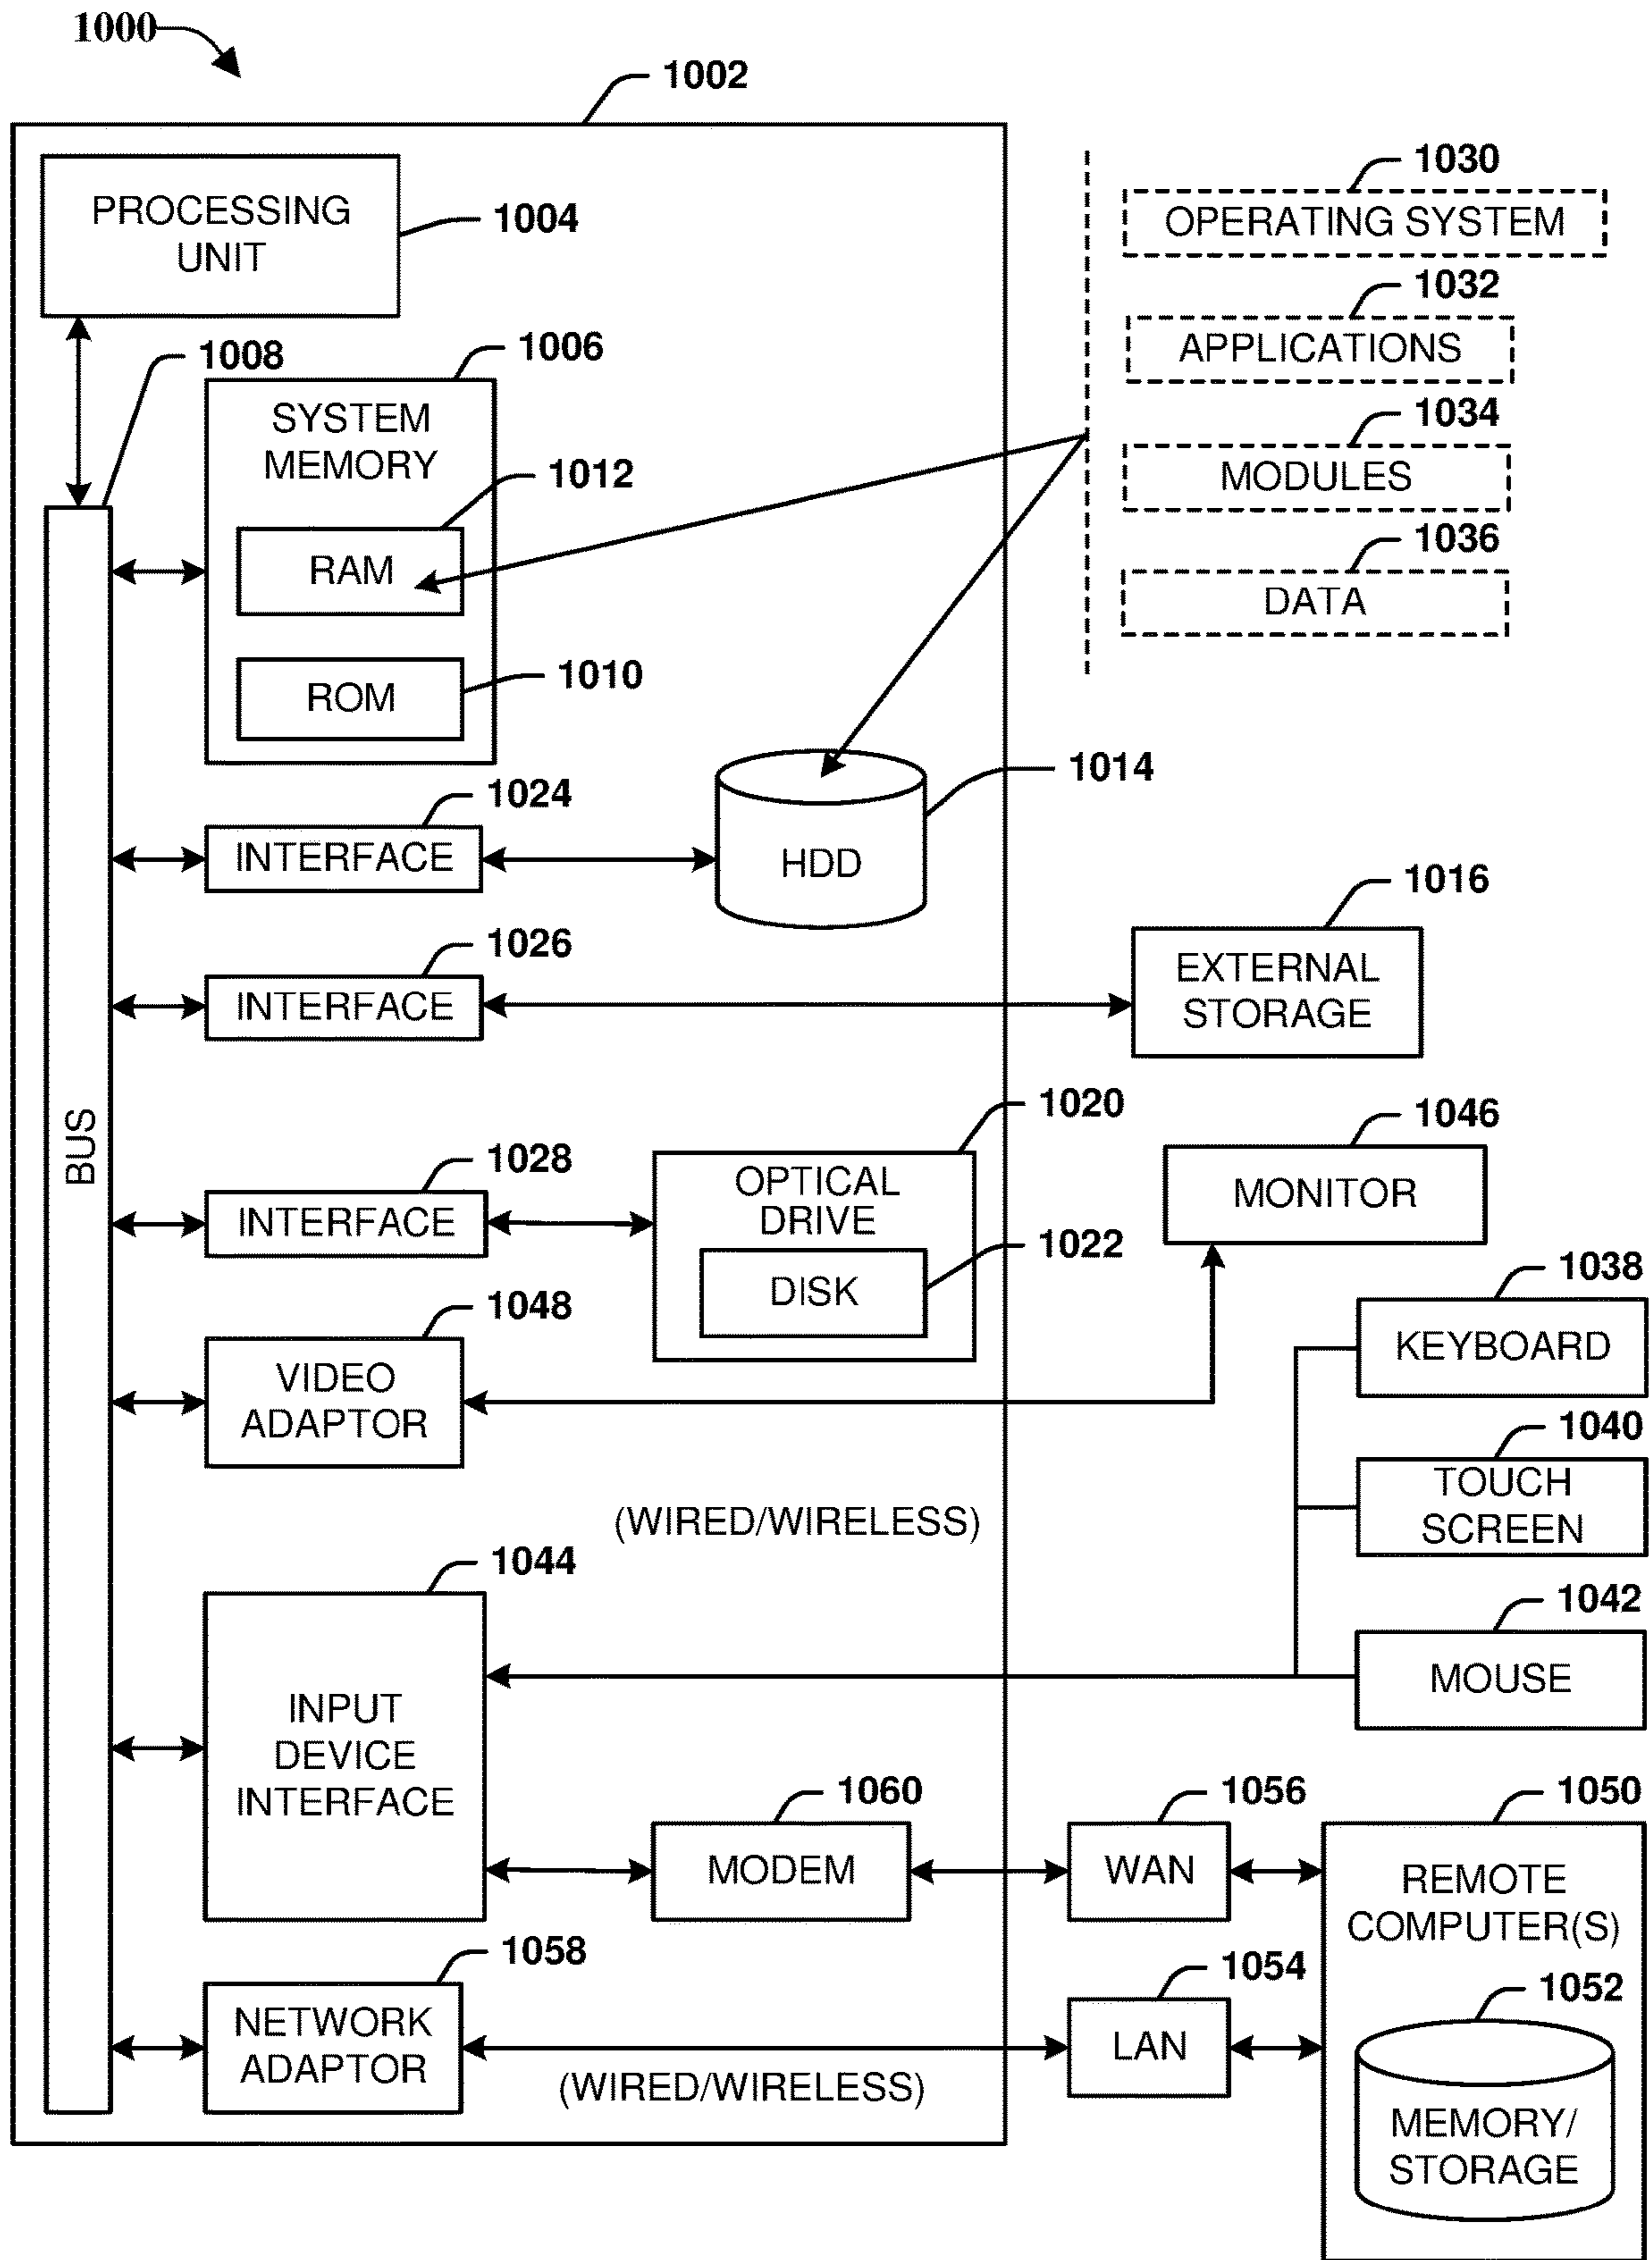 1000
1002
PROCESSING
UNIT
1004
1030
OPERATING SYSTEM
1032
APPLICATIONS
1034
MODULES
1036
DATA
1008
1006
SYSTEM
MEMORY
1012
RAM
1010
ROM
1024
INTERFACE
1014
HDD
1026
INTERFACE
1016
EXTERNAL
STORAGE
BUS
1028
INTERFACE
1020
OPTICAL
DRIVE
1022
DISK
1046
MONITOR
1048
VIDEO
ADAPTOR
1038
KEYBOARD
1040
TOUCH
SCREEN
(WIRED/WIRELESS)
1044
INPUT
DEVICE
INTERFACE
1042
MOUSE
1060
MODEM
1056
WAN
1050
REMOTE
COMPUTER(S)
1058
NETWORK
ADAPTOR
(WIRED/WIRELESS)
1054
LAN
1052
MEMORY/
STORAGE